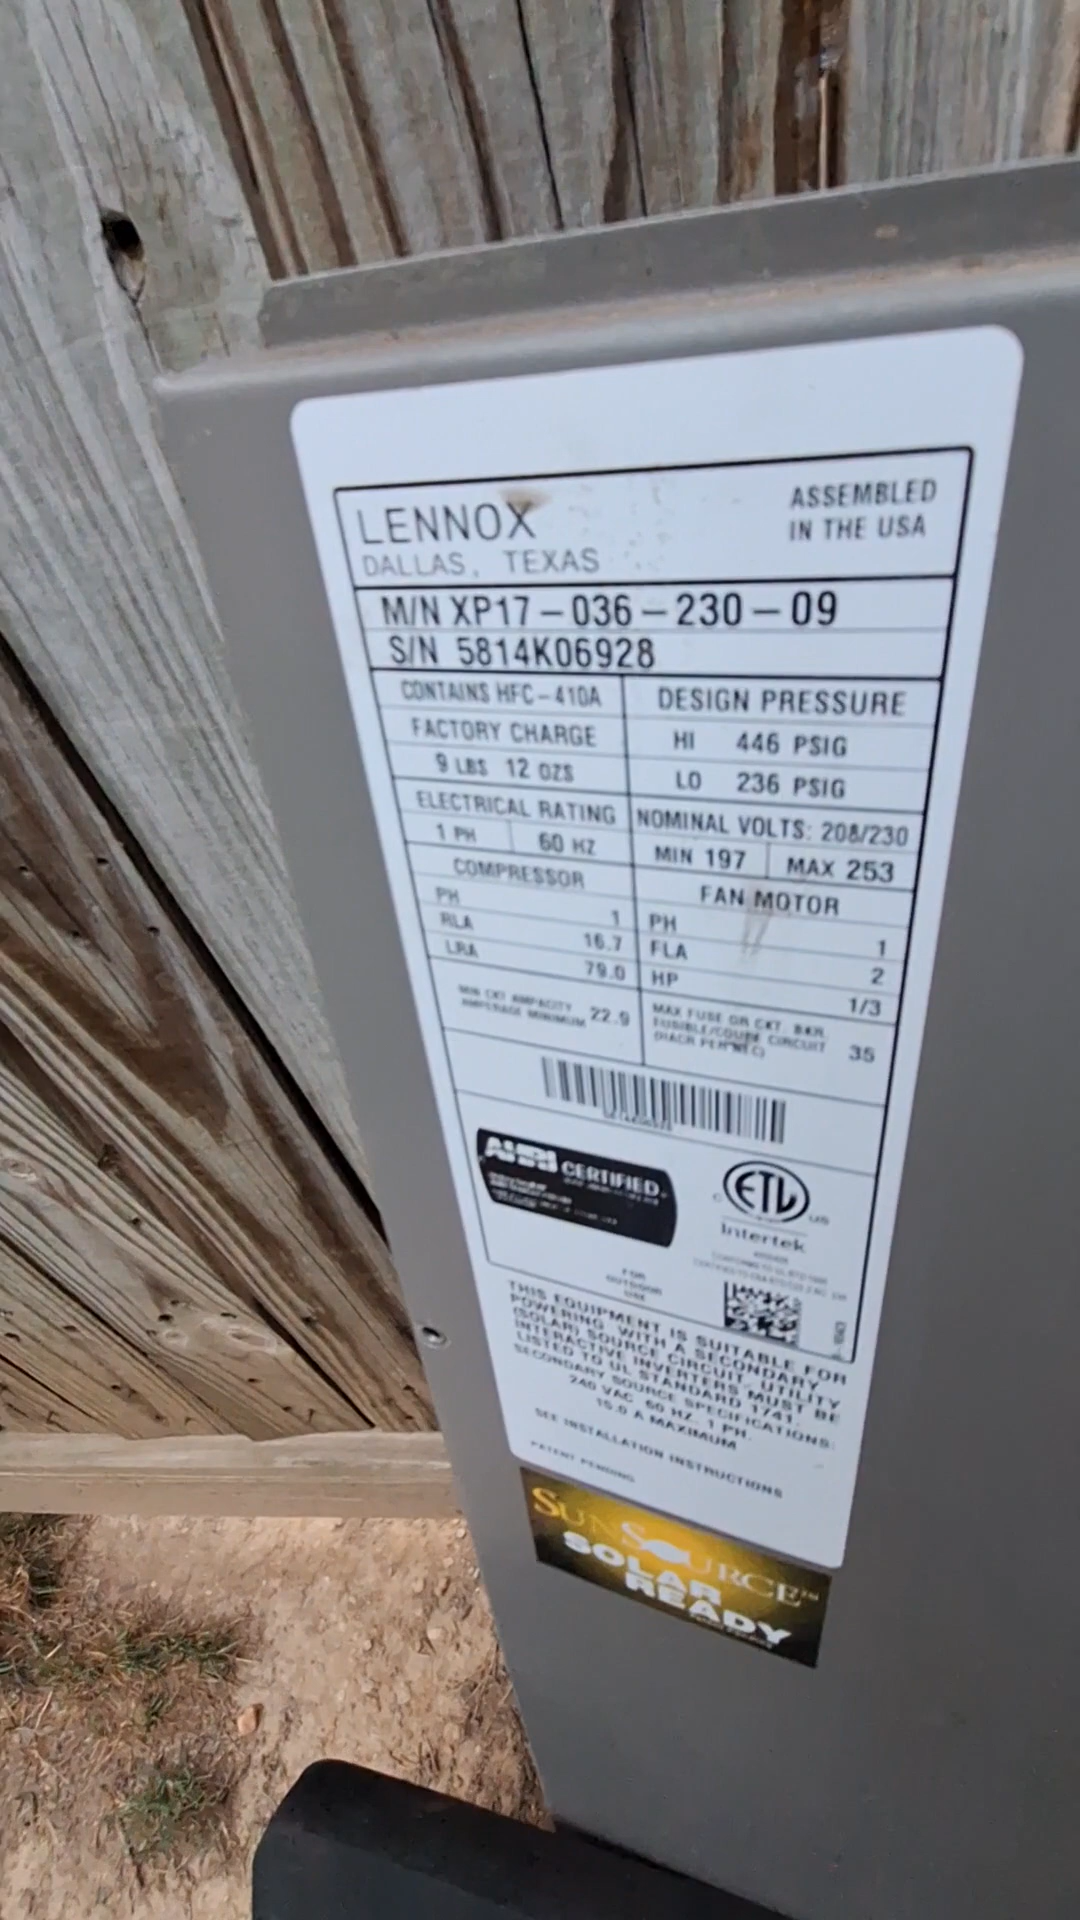 LENNOX
DALLAS, TEXAS
ASSEMBLED
IN THE USA
M/N XP17-036-230-09
S/N 5814K06928
CONTAINS HFC-410A
FACTORY CHARGE
9 LBS 12 OZS
DESIGN PRESSURE
HI 446 PSIG
LO 236 PSIG
ELECTRICAL RATING
1 PH 60 HZ
NOMINAL VOLTS: 208/230
MIN 197 MAX 253
COMPRESSOR
PH 1
RLA 16.7
LRA 79.0
FAN MOTOR
PH 1
FLA 2
HP 1/3
MIN CKT AMPACITY
AMPERAGE MINIMUM 22.9
MAX FUSE OR CKT. BKR.
FUSIBLE/COUPE CIRCUIT
(HACR PER NEC) 35
AHRI CERTIFIED
C ETL US
Intertek
FOR
OUTDOOR
USE
THIS EQUIPMENT IS SUITABLE FOR
POWERING WITH A SECONDARY
(SOLAR) SOURCE CIRCUIT. UTILITY
INTERACTIVE INVERTERS MUST BE
LISTED TO UL STANDARD 1741.
SECONDARY SOURCE SPECIFICATIONS:
240 VAC 60 HZ. 1 PH.
15.0 A MAXIMUM
SEE INSTALLATION INSTRUCTIONS
PATENT PENDING
SUNSOURCE™
SOLAR
READY